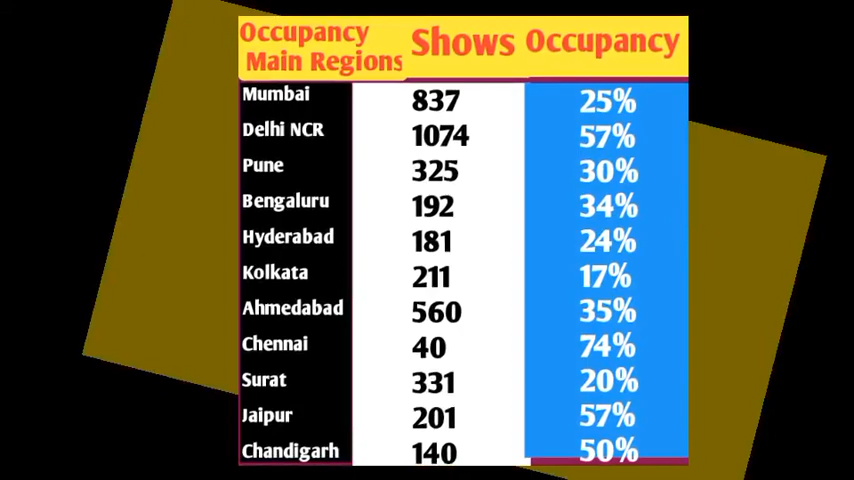 Occupancy Main Regions Shows Occupancy
Mumbai 837 25%
Delhi NCR 1074 57%
Pune 325 30%
Bengaluru 192 34%
Hyderabad 181 24%
Kolkata 211 17%
Ahmedabad 560 35%
Chennai 40 74%
Surat 331 20%
Jaipur 201 57%
Chandigarh 140 50%